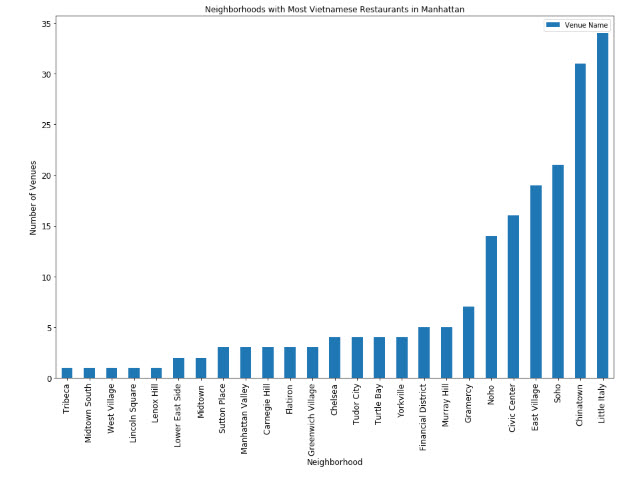 Neighborhoods with Most Vietnamese Restaurants in Manhattan
Venue Name
35
30
25
20
15
10
5
0
Number of Venues
Tribeca
Midtown South
West Village
Lincoln Square
Lenox Hill
Lower East Side
Midtown
Sutton Place
Manhattan Valley
Carnegie Hill
Flatiron
Greenwich Village
Chelsea
Tudor City
Turtle Bay
Yorkville
Financial District
Murray Hill
Gramercy
Noho
Civic Center
East Village
Soho
Chinatown
Little Italy
Neighborhood